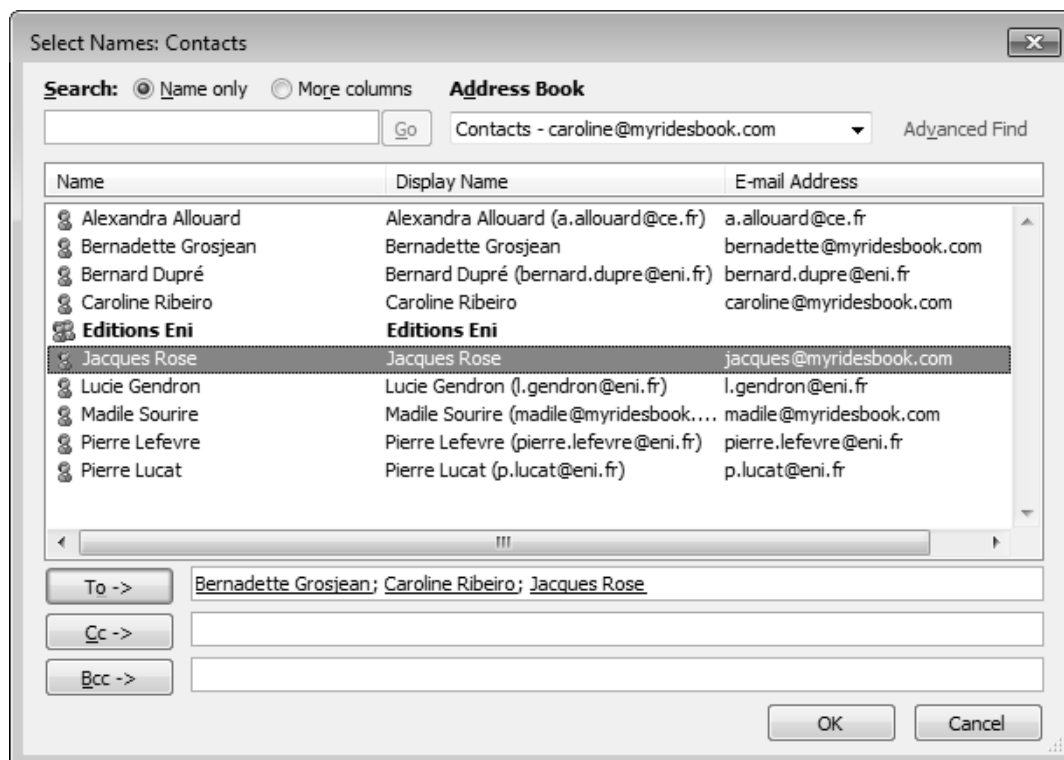 Select Names: Contacts
Search: Name only More columns Address Book
Go Contacts - caroline@myridesbook.com Advanced Find
Name Display Name E-mail Address
Alexandra Allouard Alexandra Allouard (a.allouard@ce.fr) a.allouard@ce.fr
Bernadette Grosjean Bernadette Grosjean bernadette@myridesbook.com
Bernard Dupré Bernard Dupré (bernard.dupre@eni.fr) bernard.dupre@eni.fr
Caroline Ribeiro Caroline Ribeiro caroline@myridesbook.com
Editions Eni Editions Eni
Jacques Rose Jacques Rose jacques@myridesbook.com
Lucie Gendron Lucie Gendron (l.gendron@eni.fr) l.gendron@eni.fr
Madile Sourire Madile Sourire (madile@myridesbook.... madile@myridesbook.com
Pierre Lefevre Pierre Lefevre (pierre.lefevre@eni.fr) pierre.lefevre@eni.fr
Pierre Lucat Pierre Lucat (p.lucat@eni.fr) p.lucat@eni.fr
To -> Bernadette Grosjean; Caroline Ribeiro; Jacques Rose
Cc ->
Bcc ->
OK Cancel